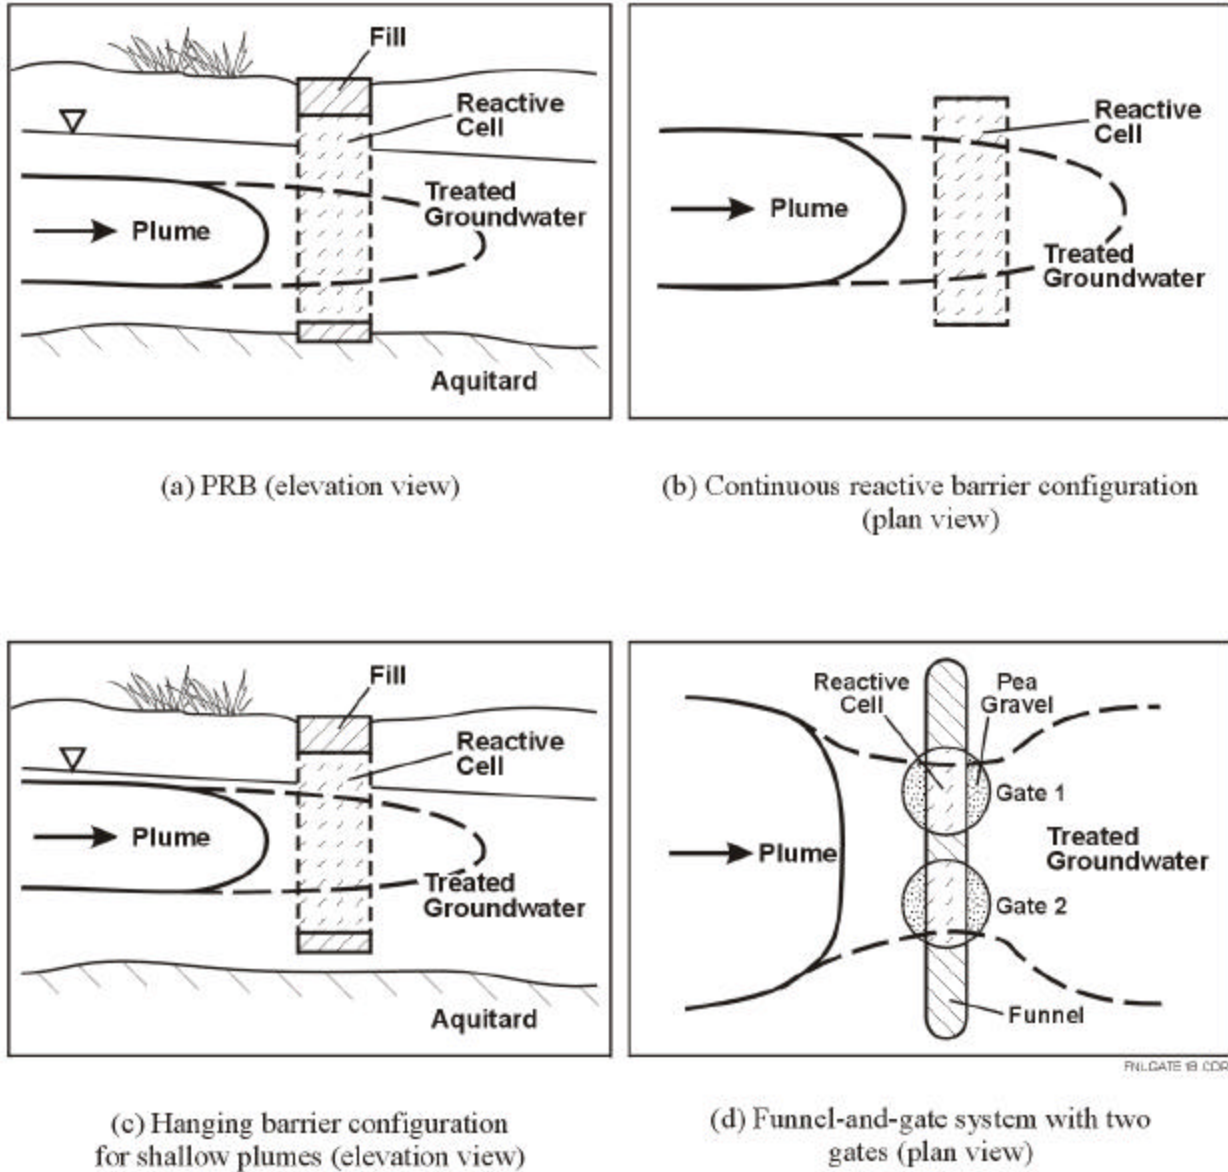 Fill
Reactive
Cell
Treated
Groundwater
Plume
Aquitard
(a) PRB (elevation view)
Reactive
Cell
Plume
Treated
Groundwater
(b) Continuous reactive barrier configuration
(plan view)
Fill
Reactive
Cell
Plume
Treated
Groundwater
Aquitard
(c) Hanging barrier configuration
for shallow plumes (elevation view)
Reactive
Cell
Pea
Gravel
Gate 1
Treated
Groundwater
Plume
Gate 2
Funnel
(d) Funnel-and-gate system with two
gates (plan view)